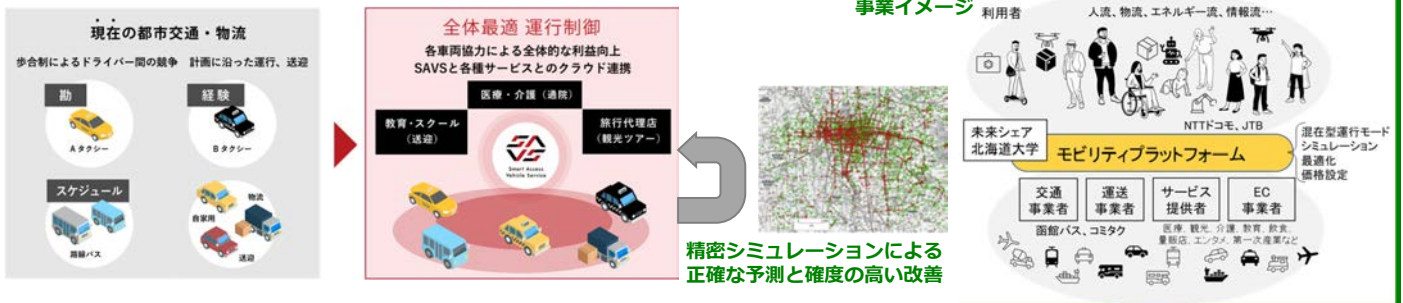 現在の都市交通・物流
歩合制によるドライバー間の競争 計画に沿った運行、送迎
勘
Aタクシー
経験
Bタクシー
スケジュール
路線バス
物流
自家用
送迎
全体最適 運行制御
各車両協力による全体的な利益向上
SAVSと各種サービスとのクラウド連携
医療・介護（通院）
教育・スクール
（送迎）
旅行代理店
（観光ツアー）
SAVS
Smart Access
Vehicle Service
精密シミュレーションによる
正確な予測と確度の高い改善
事業イメージ
利用者
人流、物流、エネルギー流、情報流…
NTTドコモ、JTB
未来シェア
北海道大学
モビリティプラットフォーム
混在型運行モード
シミュレーション
最適化
価格設定
交通
事業者
運送
事業者
サービス
提供者
EC
事業者
函館バス、コミタク
医療、観光、介護、教育、飲食、
量販店、エンタメ、第一次産業など